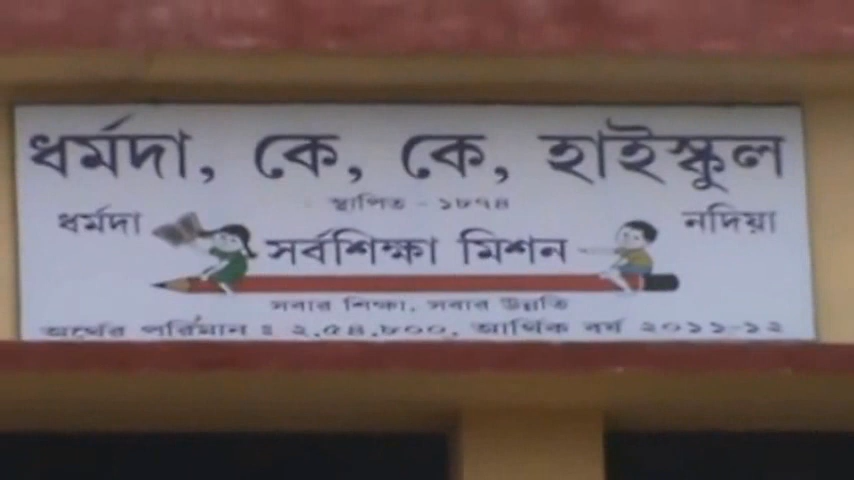 ধর্মদা, কে, কে, হাইস্কুল
স্থাপিত - ১৮৭৪
ধর্মদা নদিয়া
সর্বশিক্ষা মিশন
সবার শিক্ষা, সবার উন্নতি
অর্থের পরিমান ঃ ২,৫৪,৮০০, আর্থিক বর্ষ ২০১১-১২